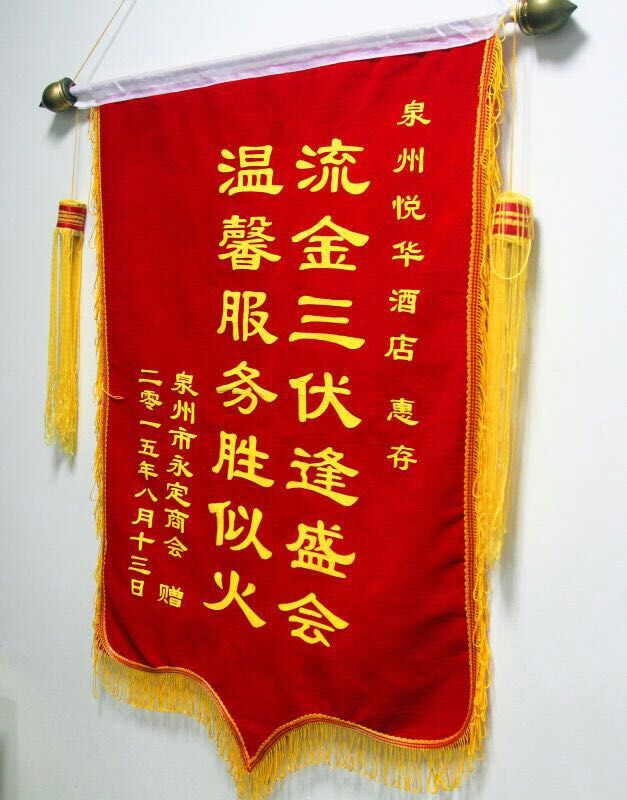 泉州悦华酒店 惠存
流金三伏逢盛会
温馨服务胜似火
泉州市永定商会 赠
二零一五年八月十三日